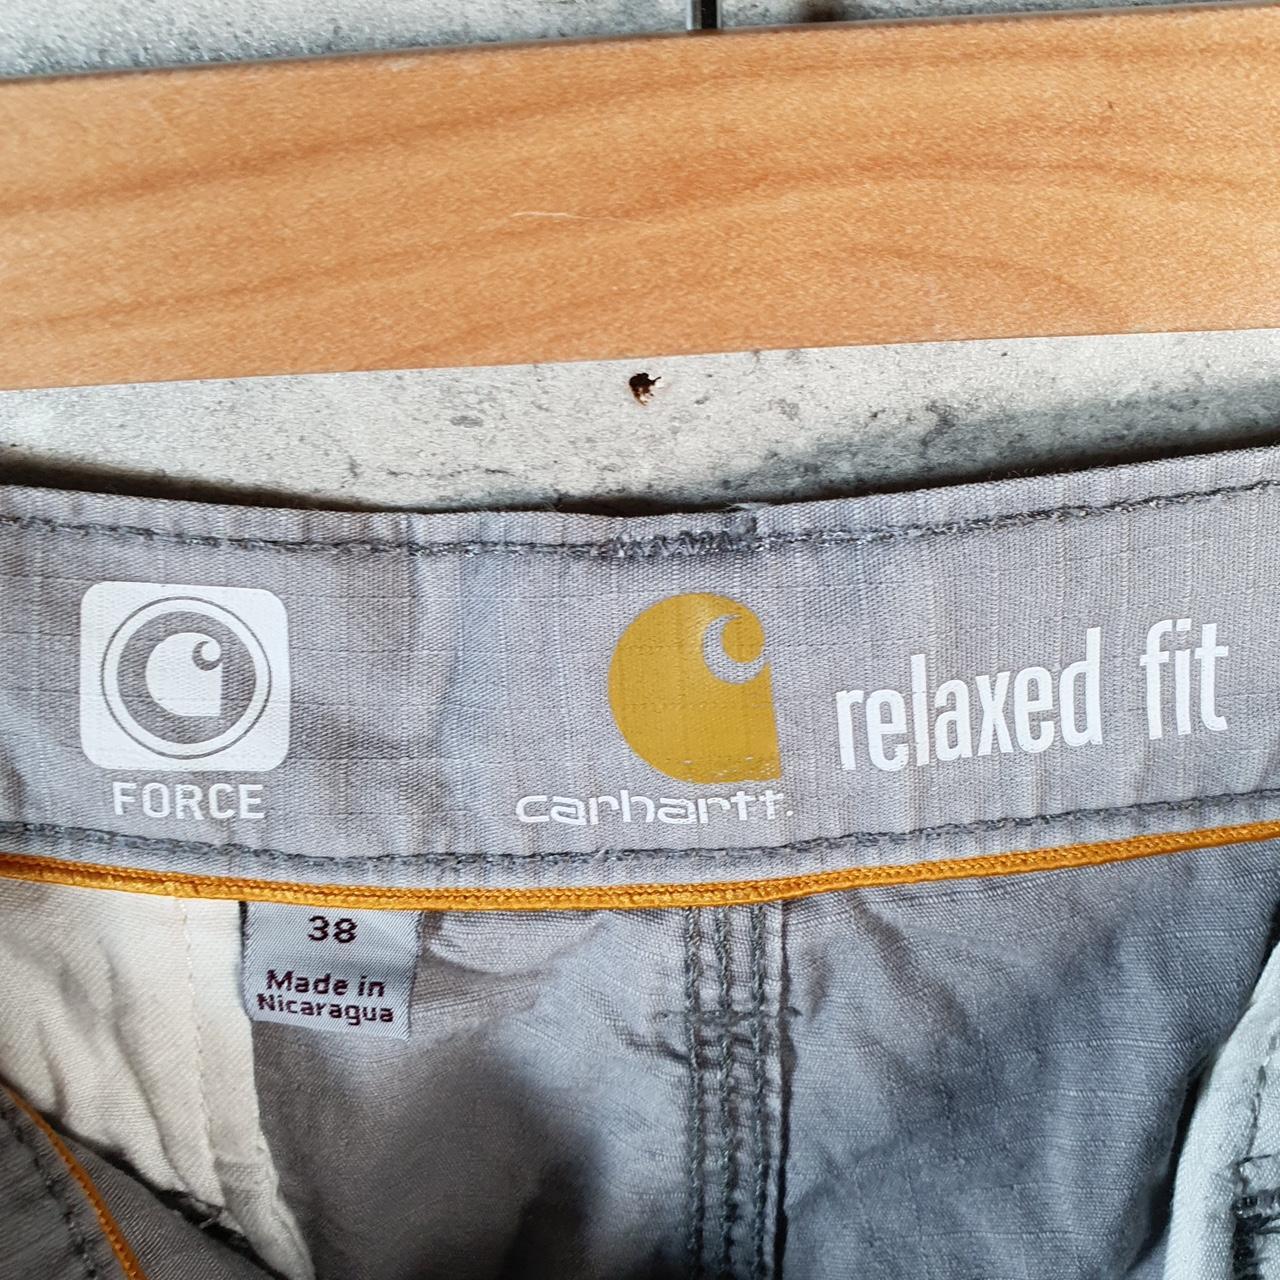 FORCE
carhartt.
relaxed fit
38
Made in
Nicaragua